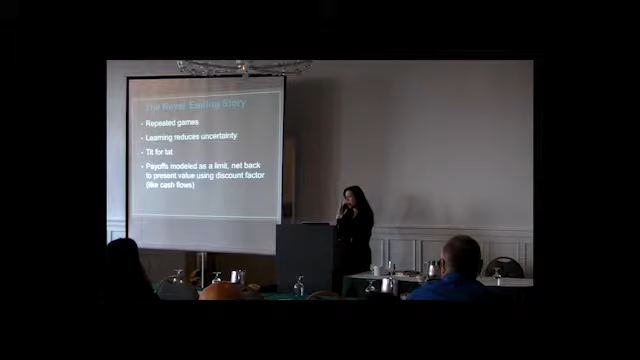 The Never Ending Story
• Repeated games
• Learning reduces uncertainty
• Tit for tat
• Payoffs modeled as a limit, net back
to present value using discount factor
(like cash flows)